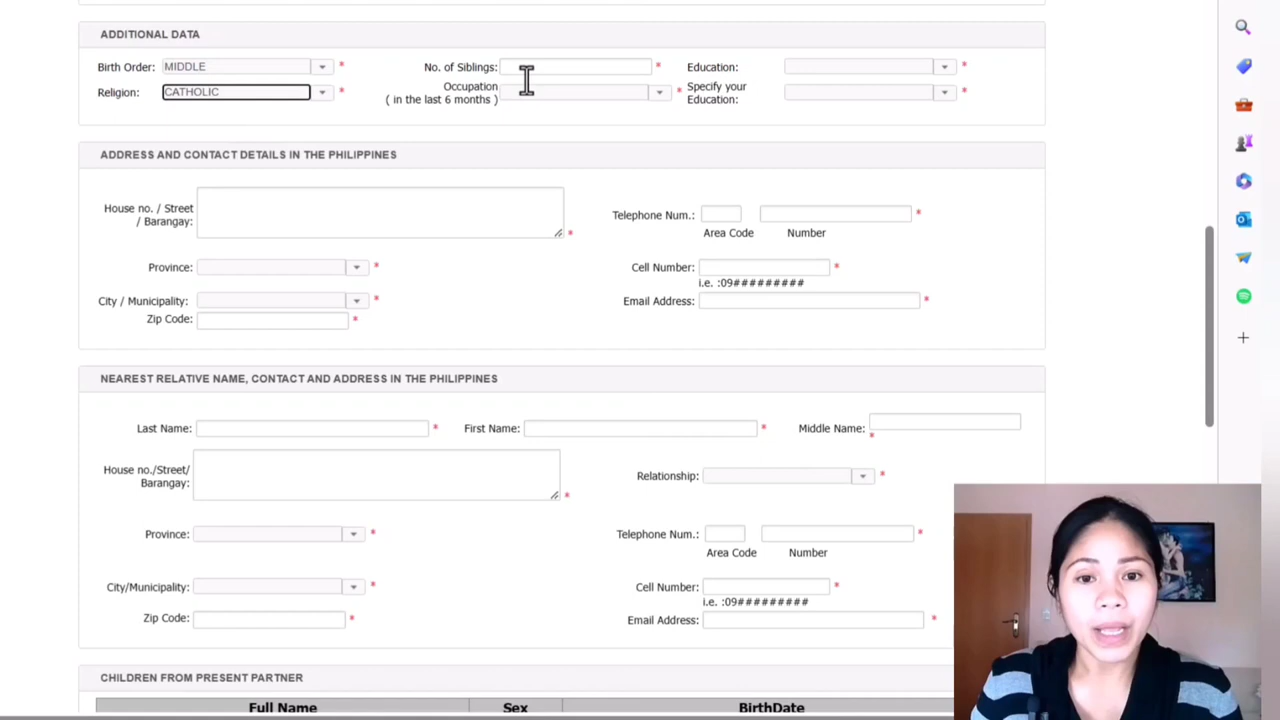 ADDITIONAL DATA
Birth Order: MIDDLE * No. of Siblings: * Education: *
Religion: CATHOLIC * Occupation ( in the last 6 months ) * Specify your Education: *
ADDRESS AND CONTACT DETAILS IN THE PHILIPPINES
House no. / Street / Barangay: * Telephone Num.: *
Area Code Number
Province: * Cell Number: *
i.e. :09#########
City / Municipality: * Email Address: *
Zip Code: *
NEAREST RELATIVE NAME, CONTACT AND ADDRESS IN THE PHILIPPINES
Last Name: * First Name: * Middle Name: *
House no./Street/ Barangay: * Relationship: *
Province: * Telephone Num.: *
Area Code Number
City/Municipality: * Cell Number: *
i.e. :09#########
Zip Code: * Email Address: *
CHILDREN FROM PRESENT PARTNER
Full Name Sex BirthDate